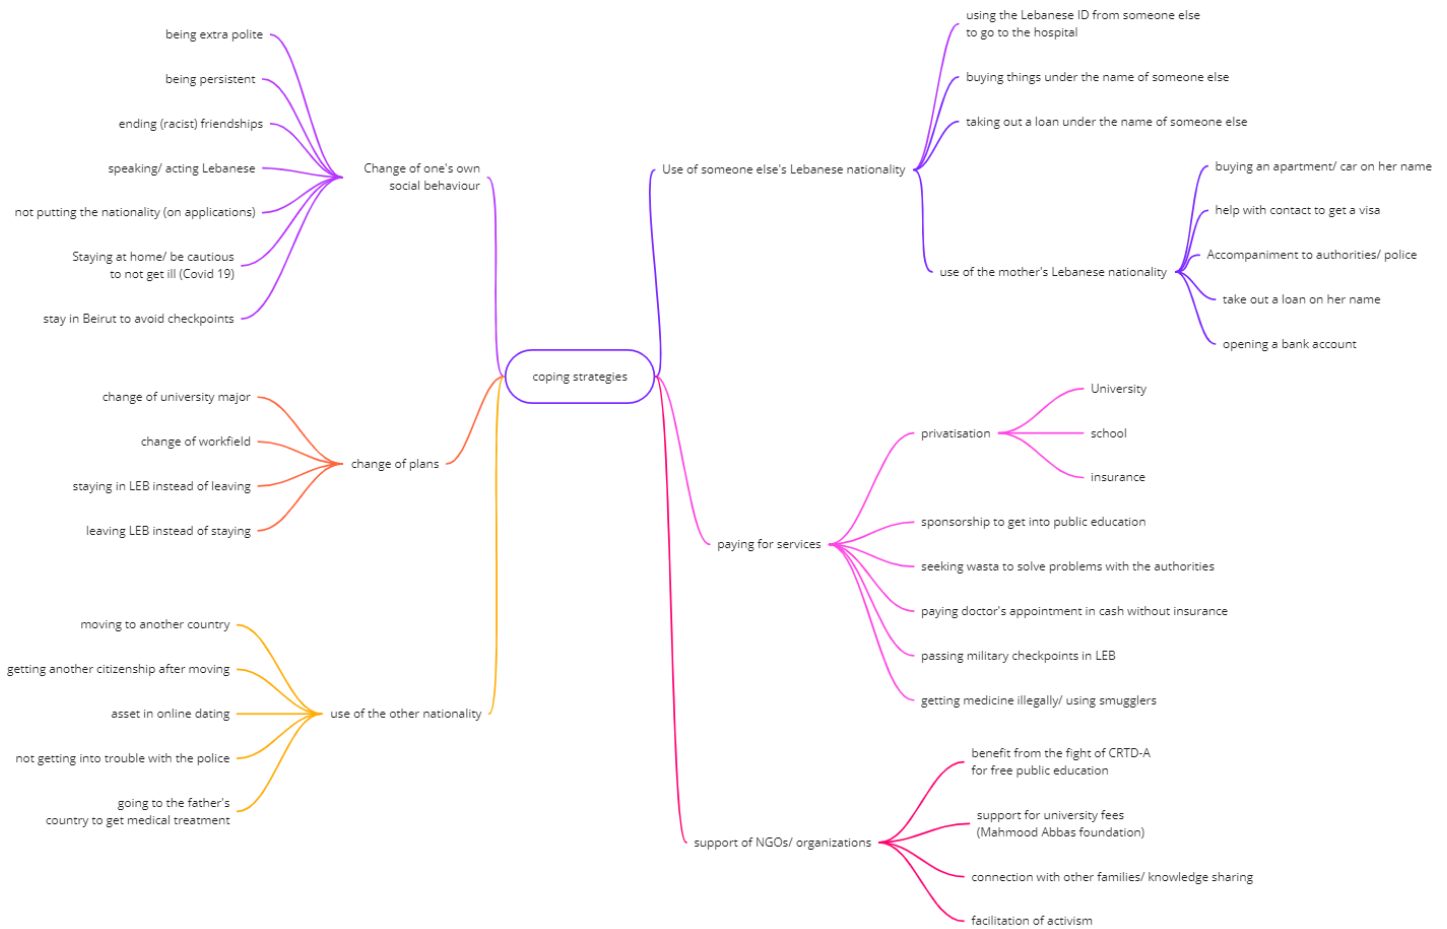 coping strategies
Change of one's own
social behaviour
being extra polite
being persistent
ending (racist) friendships
speaking/ acting Lebanese
not putting the nationality (on applications)
Staying at home/ be cautious
to not get ill (Covid 19)
stay in Beirut to avoid checkpoints
change of plans
change of university major
change of workfield
staying in LEB instead of leaving
leaving LEB instead of staying
use of the other nationality
moving to another country
getting another citizenship after moving
asset in online dating
not getting into trouble with the police
going to the father's
country to get medical treatment
Use of someone else's Lebanese nationality
using the Lebanese ID from someone else
to go to the hospital
buying things under the name of someone else
taking out a loan under the name of someone else
use of the mother's Lebanese nationality
buying an apartment/ car on her name
help with contact to get a visa
Accompaniment to authorities/ police
take out a loan on her name
opening a bank account
paying for services
privatisation
University
school
insurance
sponsorship to get into public education
seeking wasta to solve problems with the authorities
paying doctor's appointment in cash without insurance
passing military checkpoints in LEB
getting medicine illegally/ using smugglers
support of NGOs/ organizations
benefit from the fight of CRTD-A
for free public education
support for university fees
(Mahmood Abbas foundation)
connection with other families/ knowledge sharing
facilitation of activism